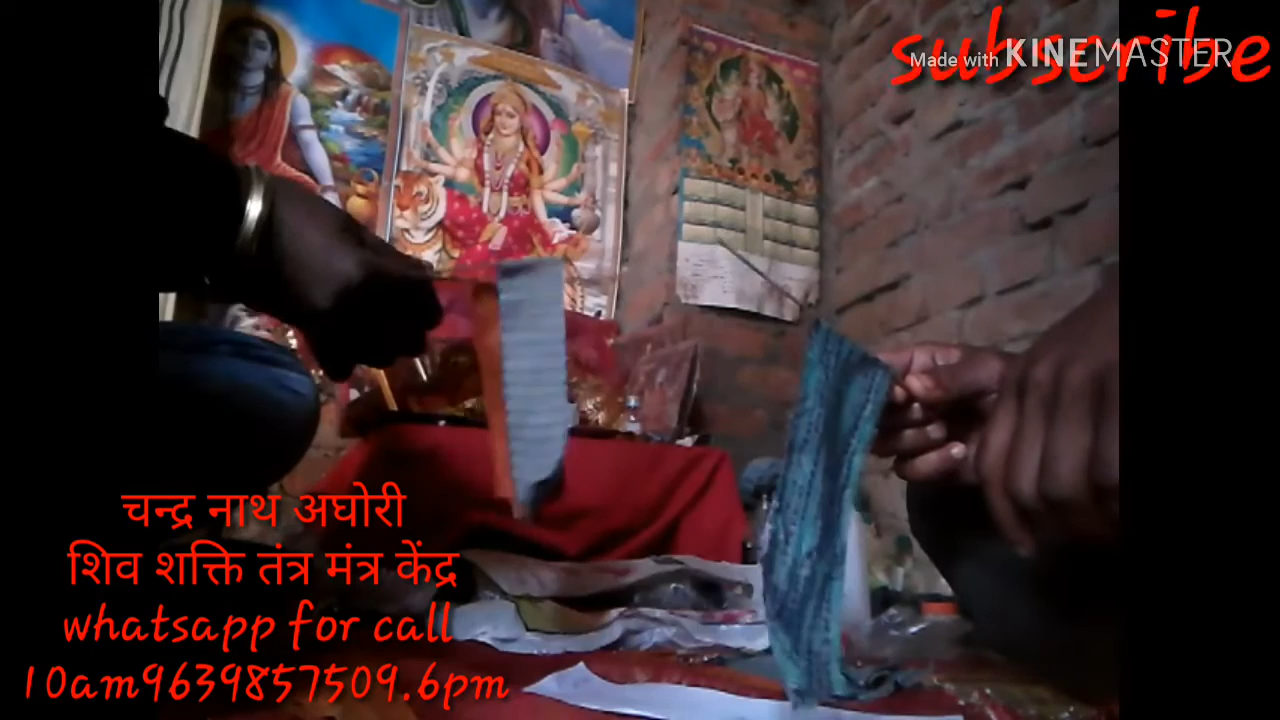 subscribe
Made with KINEMASTER
चन्द्र नाथ अघोरी
शिव शक्ति तंत्र मंत्र केंद्र
whatsapp for call
10am9639857509.6pm